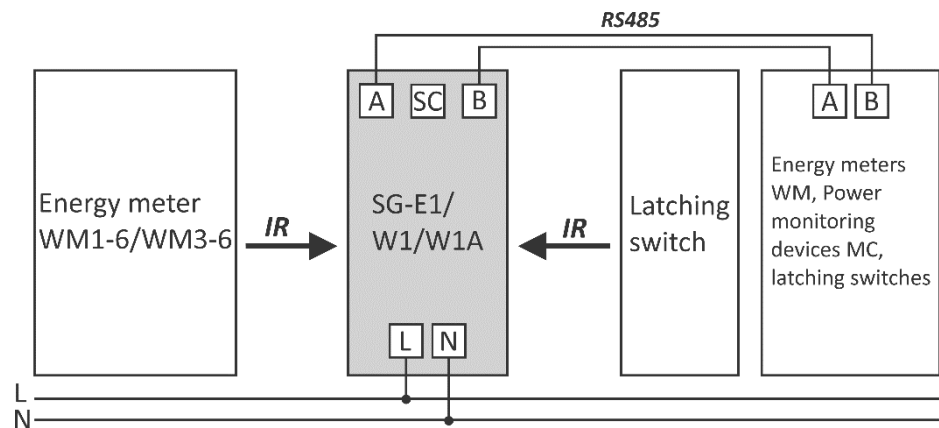 RS485
A SC B
A B
Energy meter
WM1-6/WM3-6
IR
SG-E1/
W1/W1A
IR
Latching
switch
Energy meters
WM, Power
monitoring
devices MC,
latching switches
L N
L
N